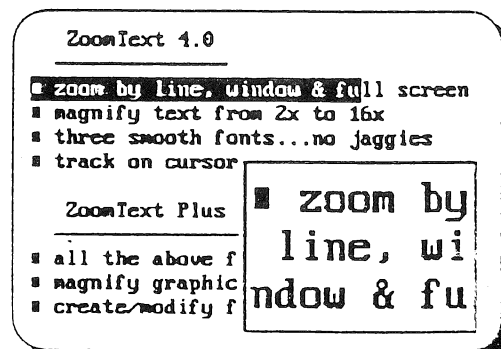 ZoomText 4.0
■ zoom by line, window & full screen
■ magnify text from 2x to 16x
■ three smooth fonts...no jaggies
■ track on cursor
ZoomText Plus
■ all the above f
■ magnify graphic
■ create/modify f
■ zoom by
line, wi
ndow & fu